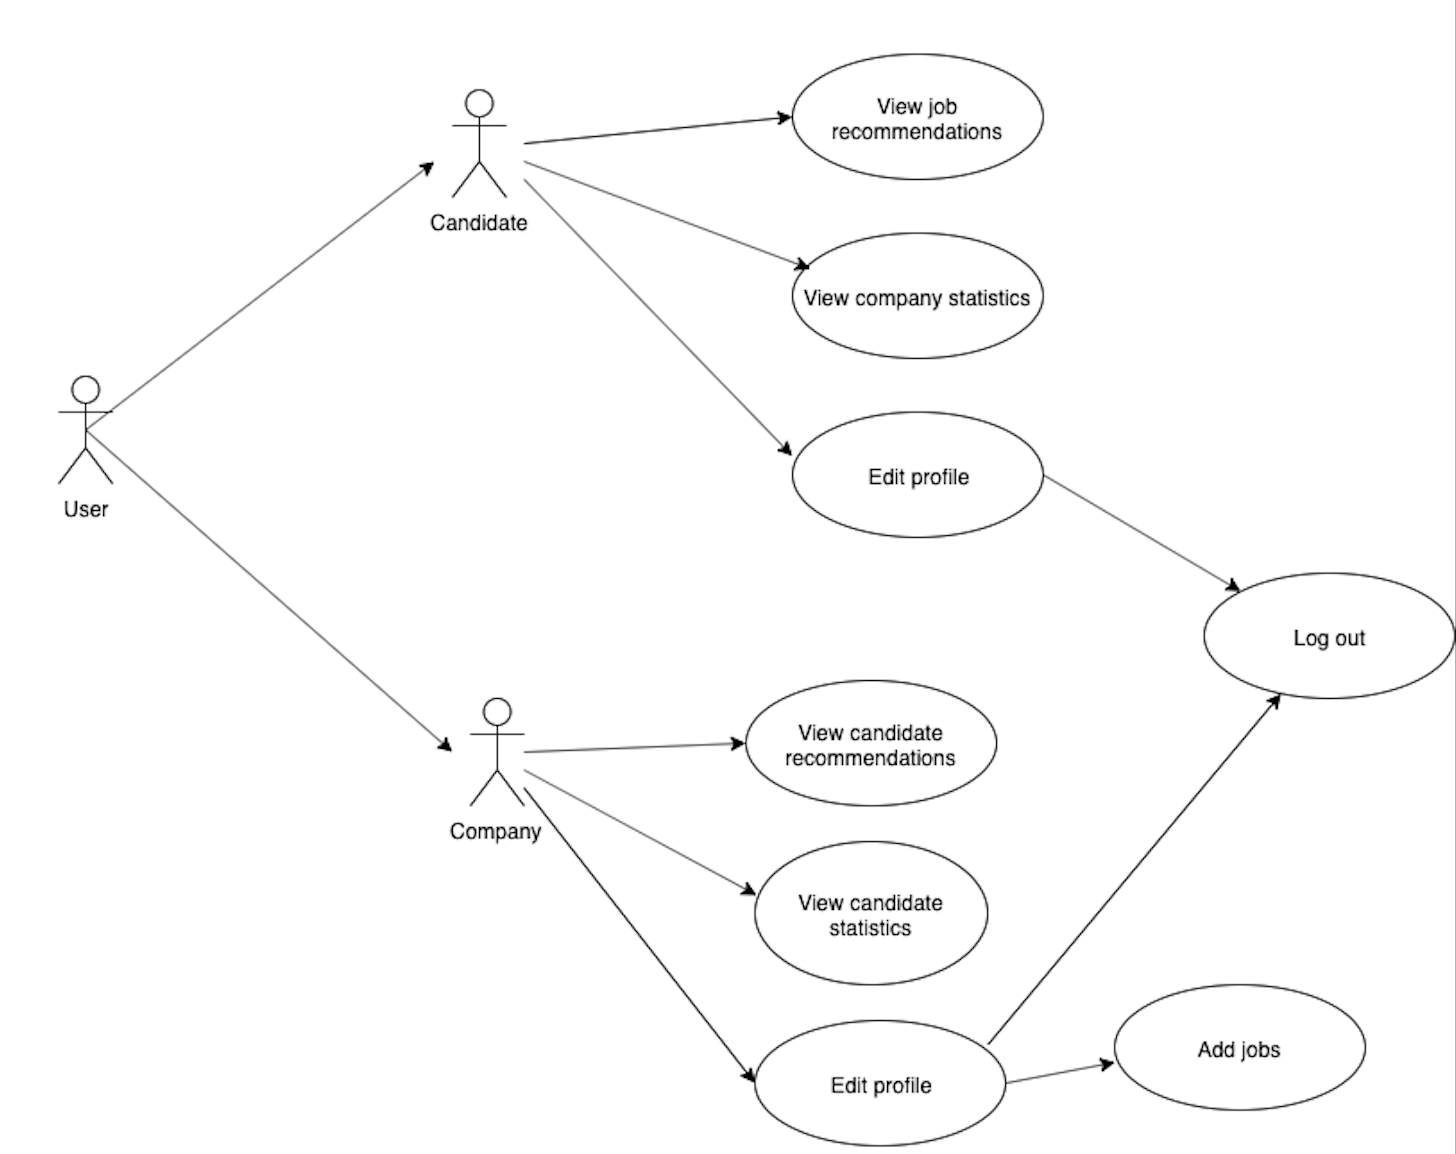 View job
recommendations
Candidate
View company statistics
Edit profile
User
Log out
View candidate
recommendations
Company
View candidate
statistics
Add jobs
Edit profile